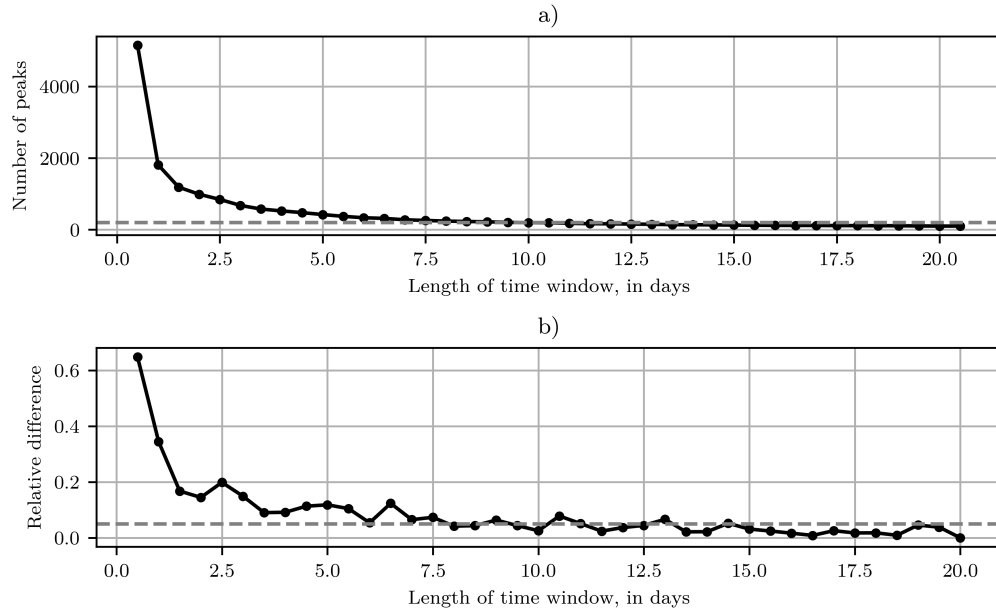 a)
Number of peaks
4000
2000
0
0.0 2.5 5.0 7.5 10.0 12.5 15.0 17.5 20.0
Length of time window, in days
b)
Relative difference
0.6
0.4
0.2
0.0
0.0 2.5 5.0 7.5 10.0 12.5 15.0 17.5 20.0
Length of time window, in days